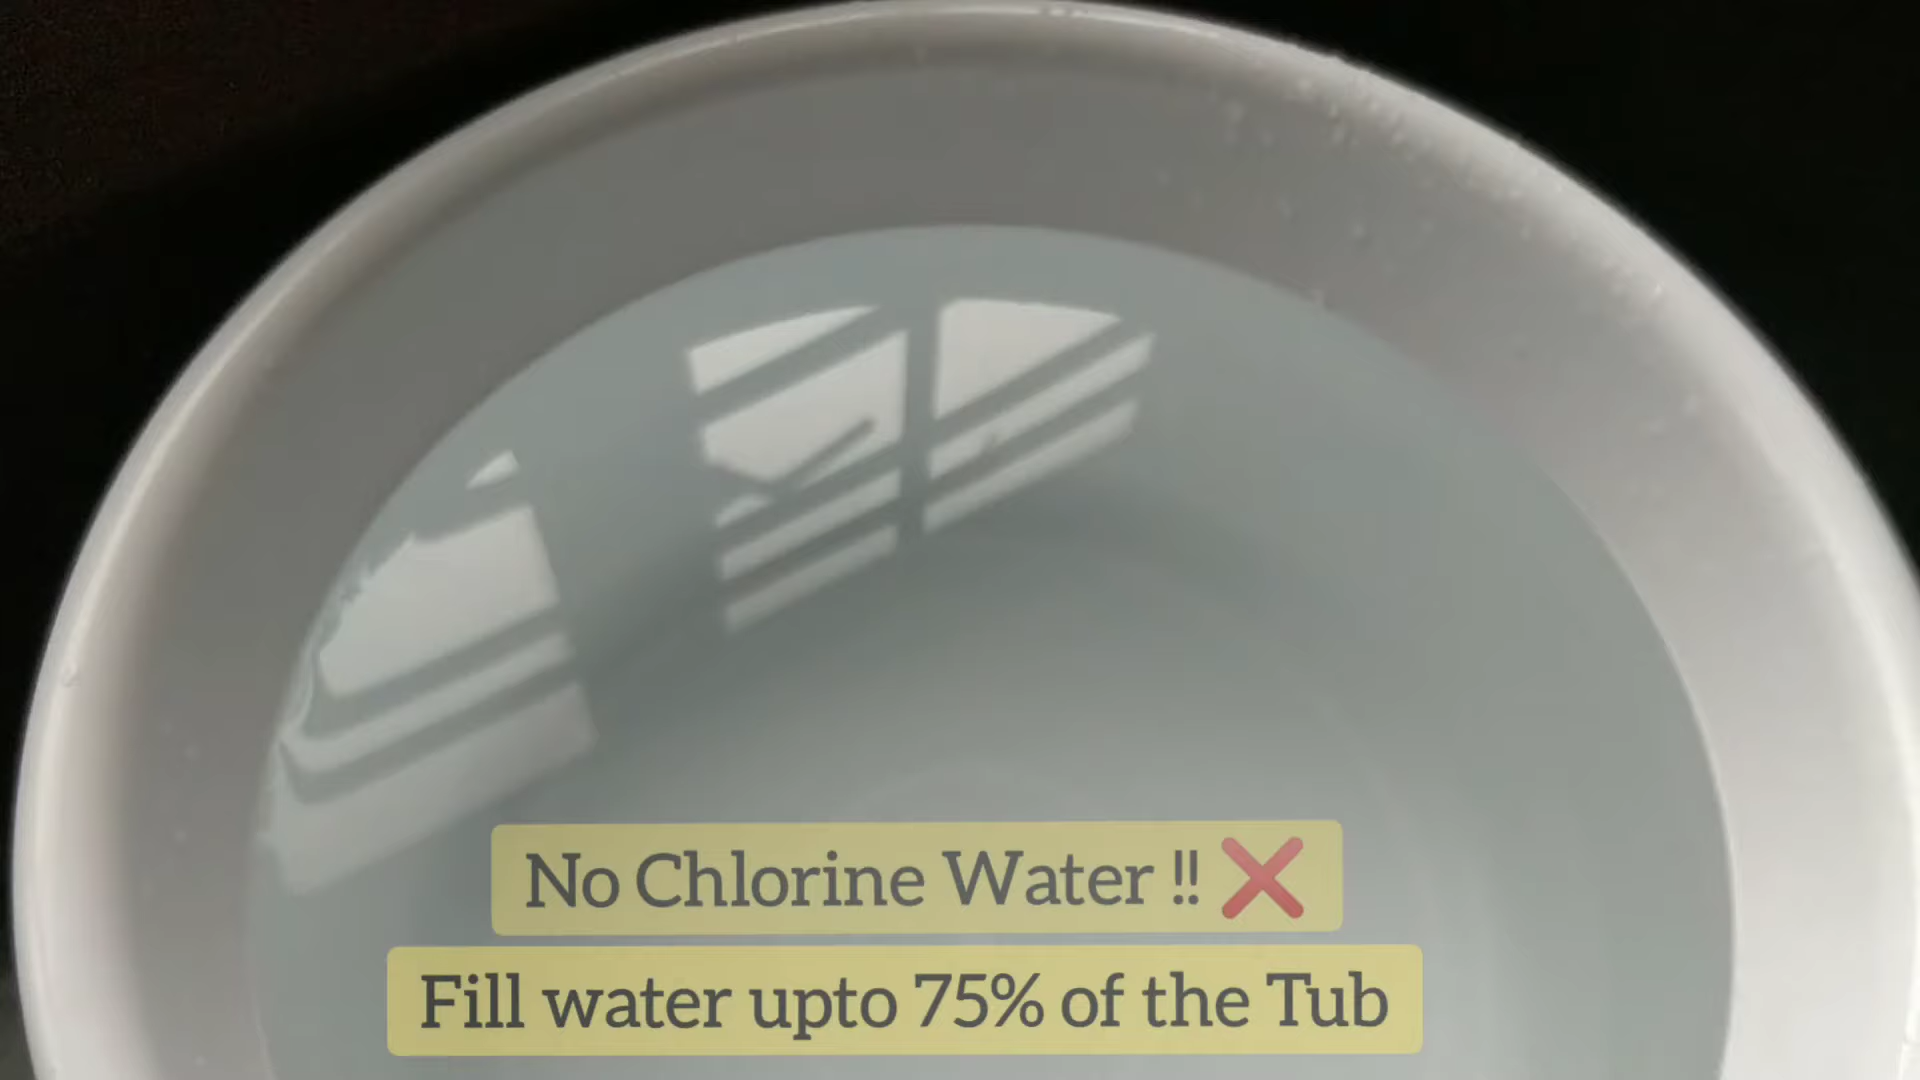 No Chlorine Water !! ❌
Fill water upto 75% of the Tub